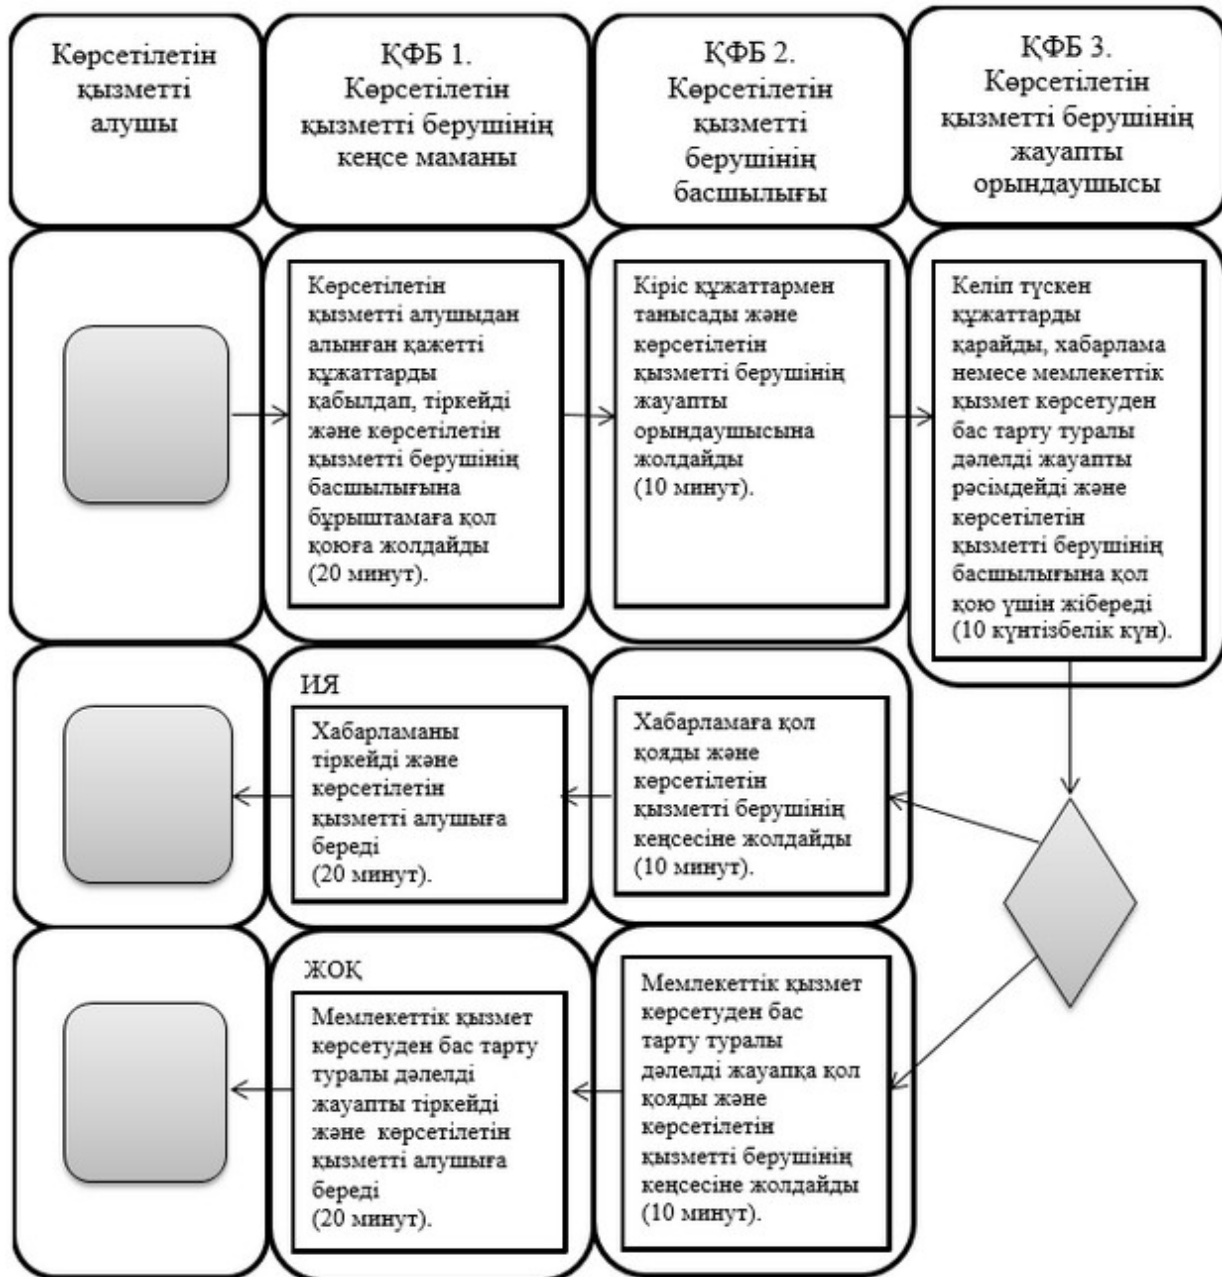 Көрсетілетін
қызметті
алушы
ҚФБ 1.
Көрсетілетін
қызметті берушінің
кеңсе маманы
ҚФБ 2.
Көрсетілетін
қызметті
берушінің
басшылығы
ҚФБ 3.
Көрсетілетін
қызметті берушінің
жауапты
орындаушысы
Көрсетілетін
қызметті алушыдан
алынған қажетті
құжаттарды
қабылдап, тіркейді
және көрсетілетін
қызметті берушінің
басшылығына
бұрыштамаға қол
қоюға жолдайды
(20 минут).
Кіріс құжаттармен
танысады және
көрсетілетін
қызметті берушінің
жауапты
орындаушысына
жолдайды
(10 минут).
Келіп түскен
құжаттарды
қарайды, хабарлама
немесе мемлекеттік
қызмет көрсетуден
бас тарту туралы
дәлелді жауапты
рәсімдейді және
көрсетілетін
қызметті берушінің
басшылығына қол
қою үшін жібереді
(10 күнтізбелік күн).
ИЯ
Хабарламаны
тіркейді және
көрсетілетін
қызметті алушыға
береді
(20 минут).
Хабарламаға қол
қояды және
көрсетілетін
қызметті берушінің
кеңсесіне жолдайды
(10 минут).
ЖОҚ
Мемлекеттік қызмет
көрсетуден бас тарту
туралы дәлелді
жауапты тіркейді
және  көрсетілетін
қызметті алушыға
береді
(20 минут).
Мемлекеттік қызмет
көрсетуден бас
тарту туралы
дәлелді жауапқа қол
қояды және
көрсетілетін
қызметті берушінің
кеңсесіне жолдайды
(10 минут).